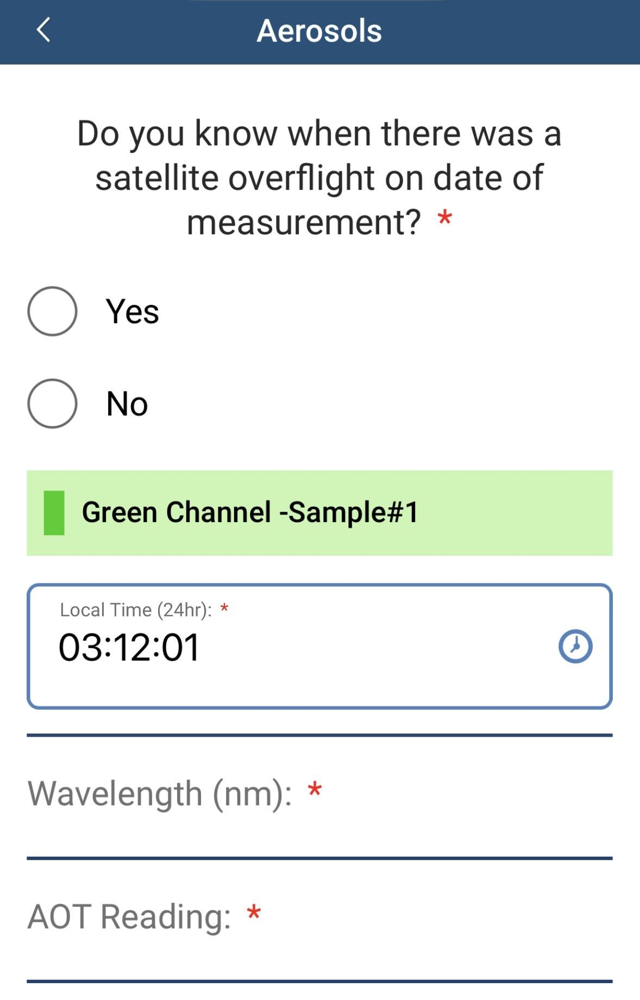 Aerosols
Do you know when there was a
satellite overflight on date of
measurement? *
Yes
No
Green Channel -Sample#1
Local Time (24hr): *
03:12:01
Wavelength (nm): *
AOT Reading: *